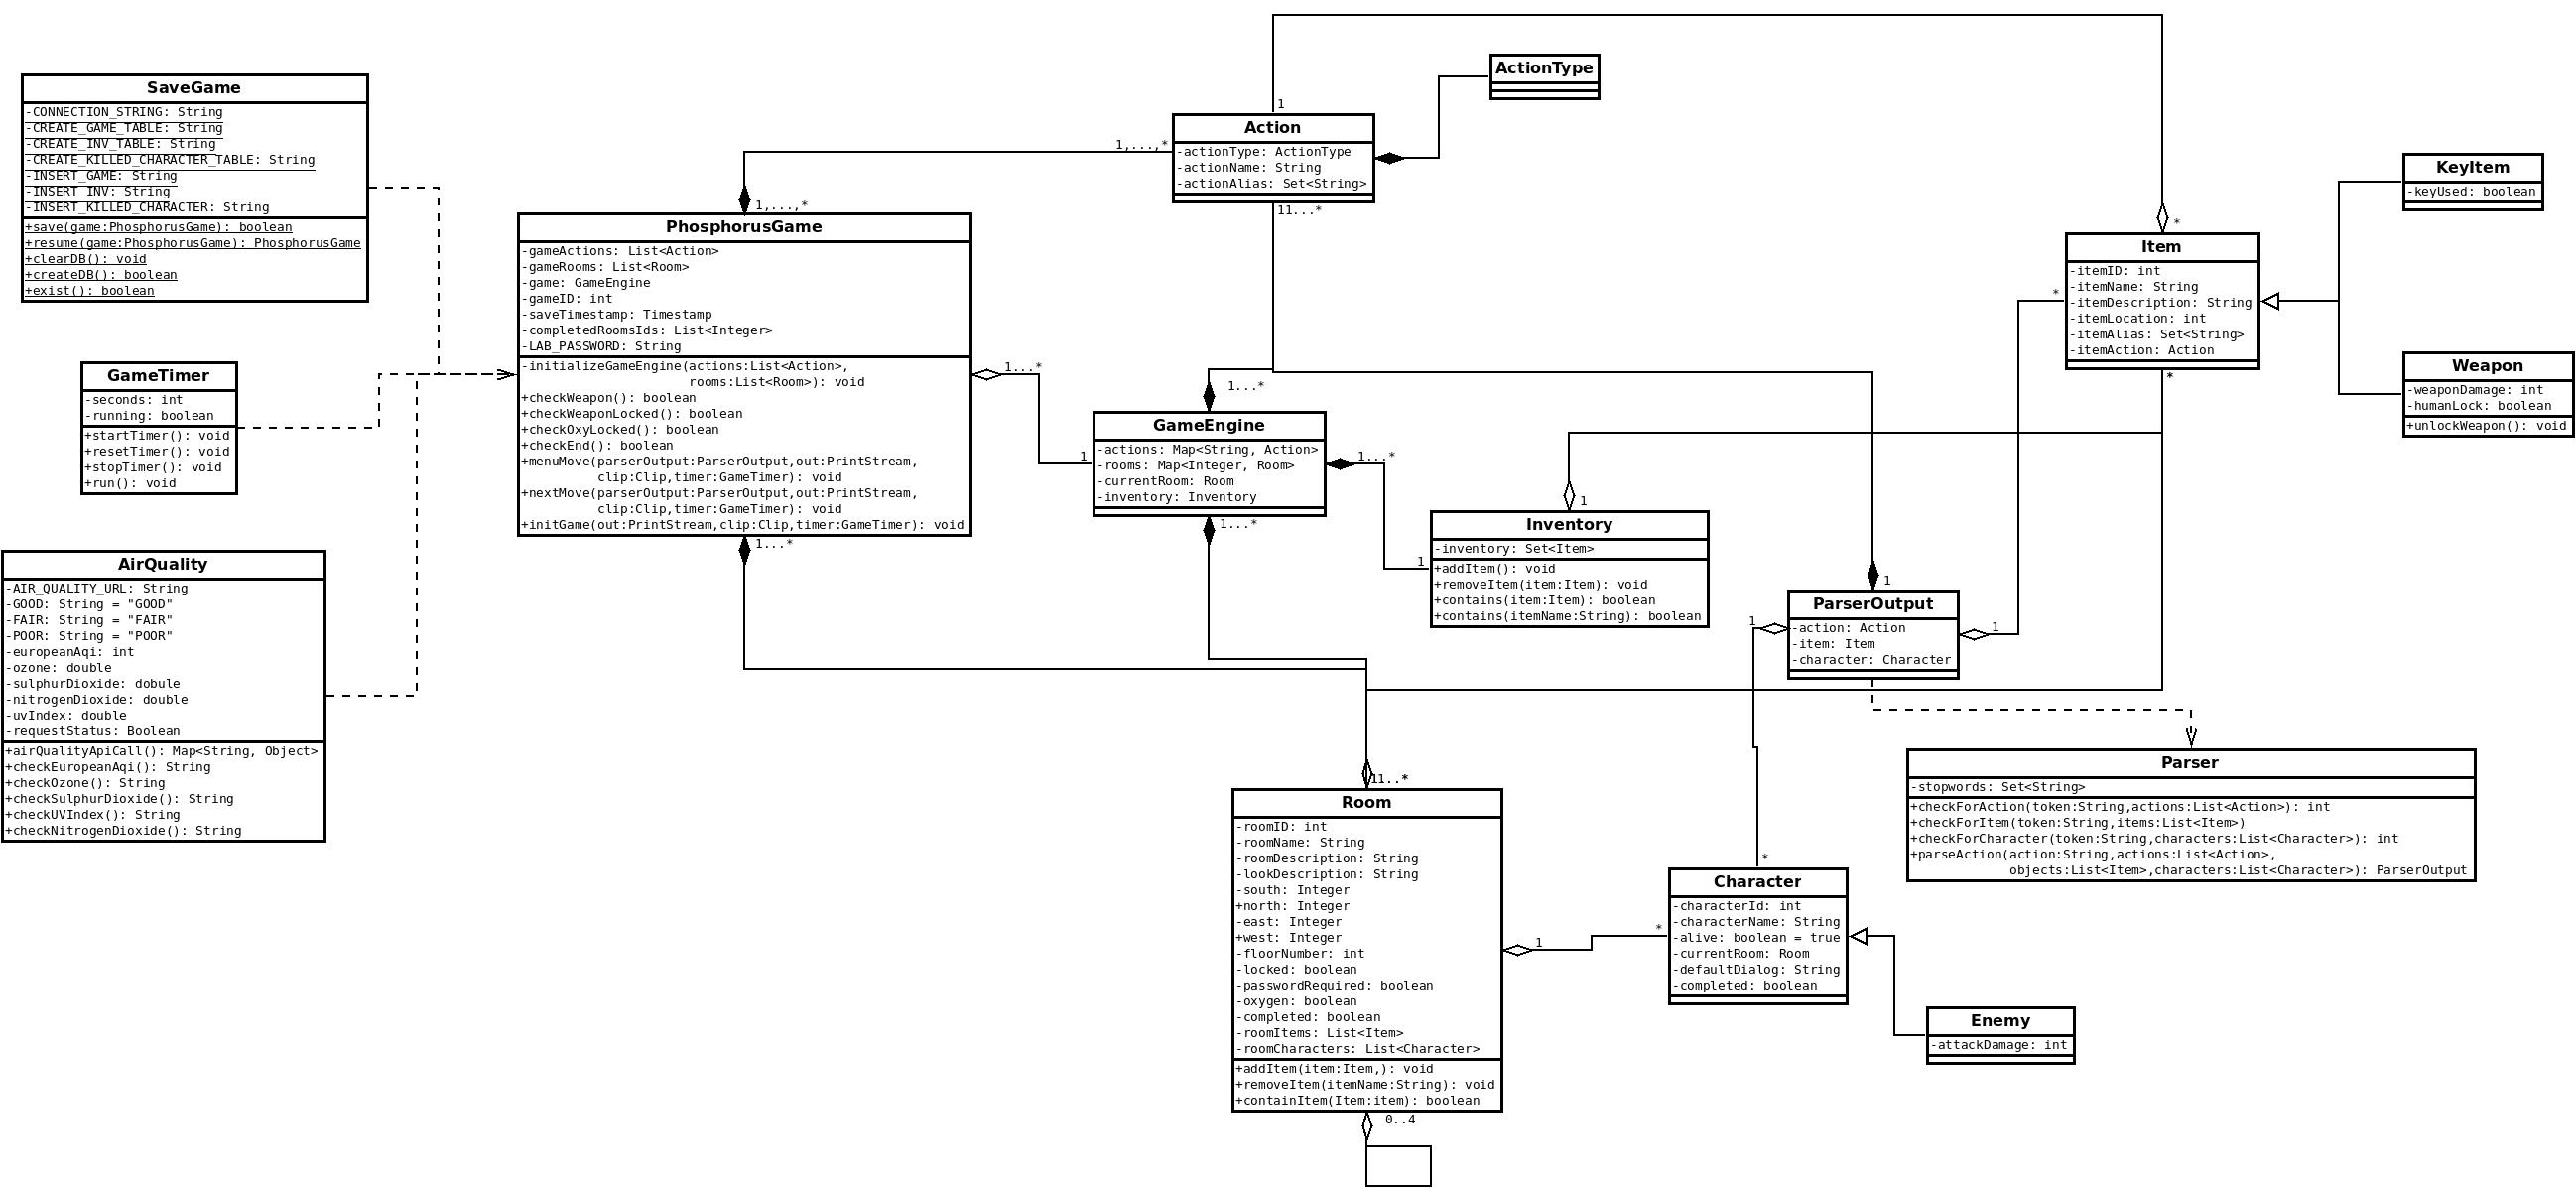 SaveGame
-CONNECTION_STRING: String
-CREATE_GAME_TABLE: String
-CREATE_INV_TABLE: String
-CREATE_KILLED_CHARACTER_TABLE: String
-INSERT_GAME: String
-INSERT_INV: String
-INSERT_KILLED_CHARACTER: String
+save(game:PhosphorusGame): boolean
+resume(game:PhosphorusGame): PhosphorusGame
+clearDB(): void
+createDB(): boolean
+exist(): boolean
GameTimer
-seconds: int
-running: boolean
+startTimer(): void
+resetTimer(): void
+stopTimer(): void
+run(): void
AirQuality
-AIR_QUALITY_URL: String
-GOOD: String = "GOOD"
-FAIR: String = "FAIR"
-POOR: String = "POOR"
-europeanAqi: int
-ozone: double
-sulphurDioxide: dobule
-nitrogenDioxide: double
-uvIndex: double
-requestStatus: Boolean
+airQualityApiCall(): Map<String, Object>
+checkEuropeanAqi(): String
+checkOzone(): String
+checkSulphurDioxide(): String
+checkUVIndex(): String
+checkNitrogenDioxide(): String
1,...,*
PhosphorusGame
-gameActions: List<Action>
-gameRooms: List<Room>
-game: GameEngine
-gameID: int
-saveTimestamp: Timestamp
-completedRoomsIds: List<Integer>
-LAB_PASSWORD: String
-initializeGameEngine(actions:List<Action>,
rooms:List<Room>): void
+checkWeapon(): boolean
+checkWeaponLocked(): boolean
+checkOxyLocked(): boolean
+checkEnd(): boolean
+menuMove(parserOutput:ParserOutput,out:PrintStream,
clip:Clip,timer:GameTimer): void
+nextMove(parserOutput:ParserOutput,out:PrintStream,
clip:Clip,timer:GameTimer): void
+initGame(out:PrintStream,clip:Clip,timer:GameTimer): void
1...*
1...*
1
1,...,*
1
Action
-actionType: ActionType
-actionName: String
-actionAlias: Set<String>
11...*
ActionType
1...*
GameEngine
-actions: Map<String, Action>
-rooms: Map<Integer, Room>
-currentRoom: Room
-inventory: Inventory
1...*
1...*
1
1
Inventory
-inventory: Set<Item>
+addItem(): void
+removeItem(item:Item): void
+contains(item:Item): boolean
+contains(itemName:String): boolean
1
ParserOutput
-action: Action
-item: Item
-character: Character
1
1
*
*
Item
-itemID: int
-itemName: String
-itemDescription: String
-itemLocation: int
-itemAlias: Set<String>
-itemAction: Action
*
KeyItem
-keyUsed: boolean
Weapon
-weaponDamage: int
-humanLock: boolean
+unlockWeapon(): void
Parser
-stopwords: Set<String>
+checkForAction(token:String,actions:List<Action>): int
+checkForItem(token:String,items:List<Item>)
+checkForCharacter(token:String,characters:List<Character>): int
+parseAction(action:String,actions:List<Action>,
objects:List<Item>,characters:List<Character>): ParserOutput
11..*
Room
-roomID: int
-roomName: String
-roomDescription: String
-lookDescription: String
-south: Integer
+north: Integer
-east: Integer
+west: Integer
-floorNumber: int
-locked: boolean
-passwordRequired: boolean
-oxygen: boolean
-completed: boolean
-roomItems: List<Item>
-roomCharacters: List<Character>
+addItem(item:Item,): void
+removeItem(itemName:String): void
+containItem(Item:item): boolean
0..4
1
*
*
Character
-characterId: int
-characterName: String
-alive: boolean = true
-currentRoom: Room
-defaultDialog: String
-completed: boolean
Enemy
-attackDamage: int